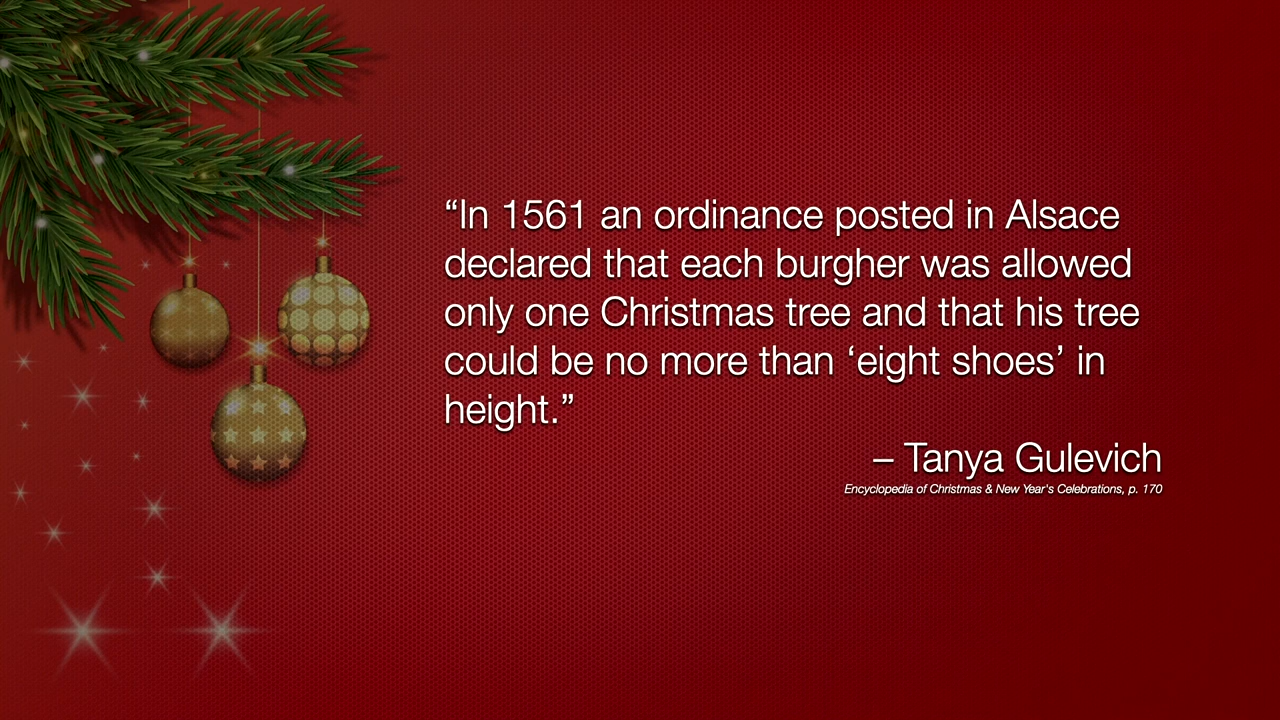 “In 1561 an ordinance posted in Alsace
declared that each burgher was allowed
only one Christmas tree and that his tree
could be no more than ‘eight shoes’ in
height.”
– Tanya Gulevich
Encyclopedia of Christmas & New Year's Celebrations, p. 170